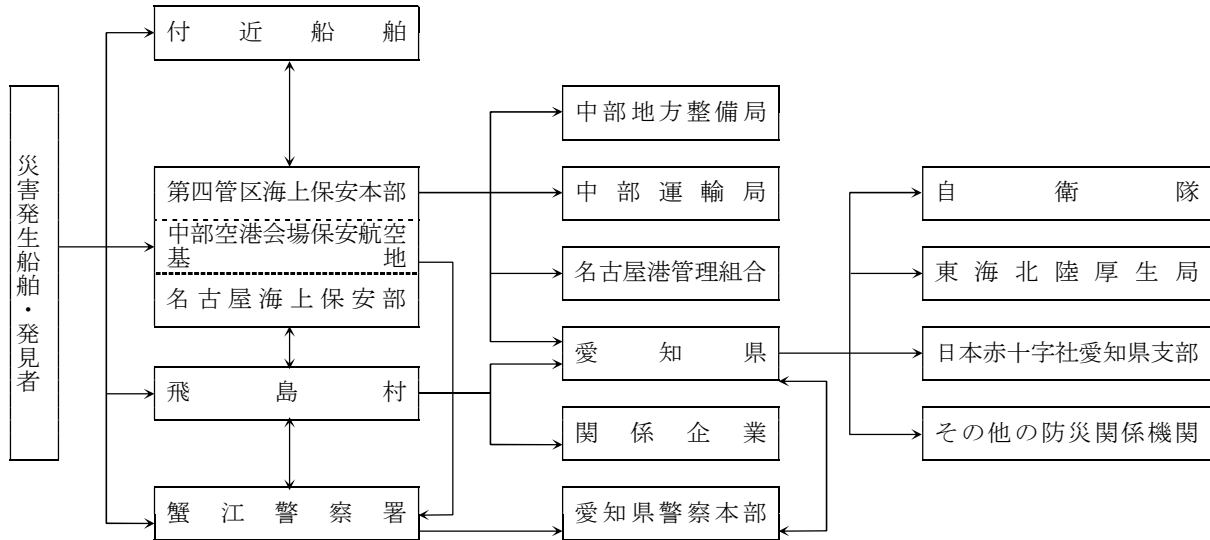 災害発生船舶・発見者
付近船舶
第四管区海上保安本部
中部空港会場保安航空
基地
名古屋海上保安部
飛島村
蟹江警察署
中部地方整備局
中部運輸局
名古屋港管理組合
愛知県
関係企業
愛知県警察本部
自衛隊
東海北陸厚生局
日本赤十字社愛知県支部
その他の防災関係機関